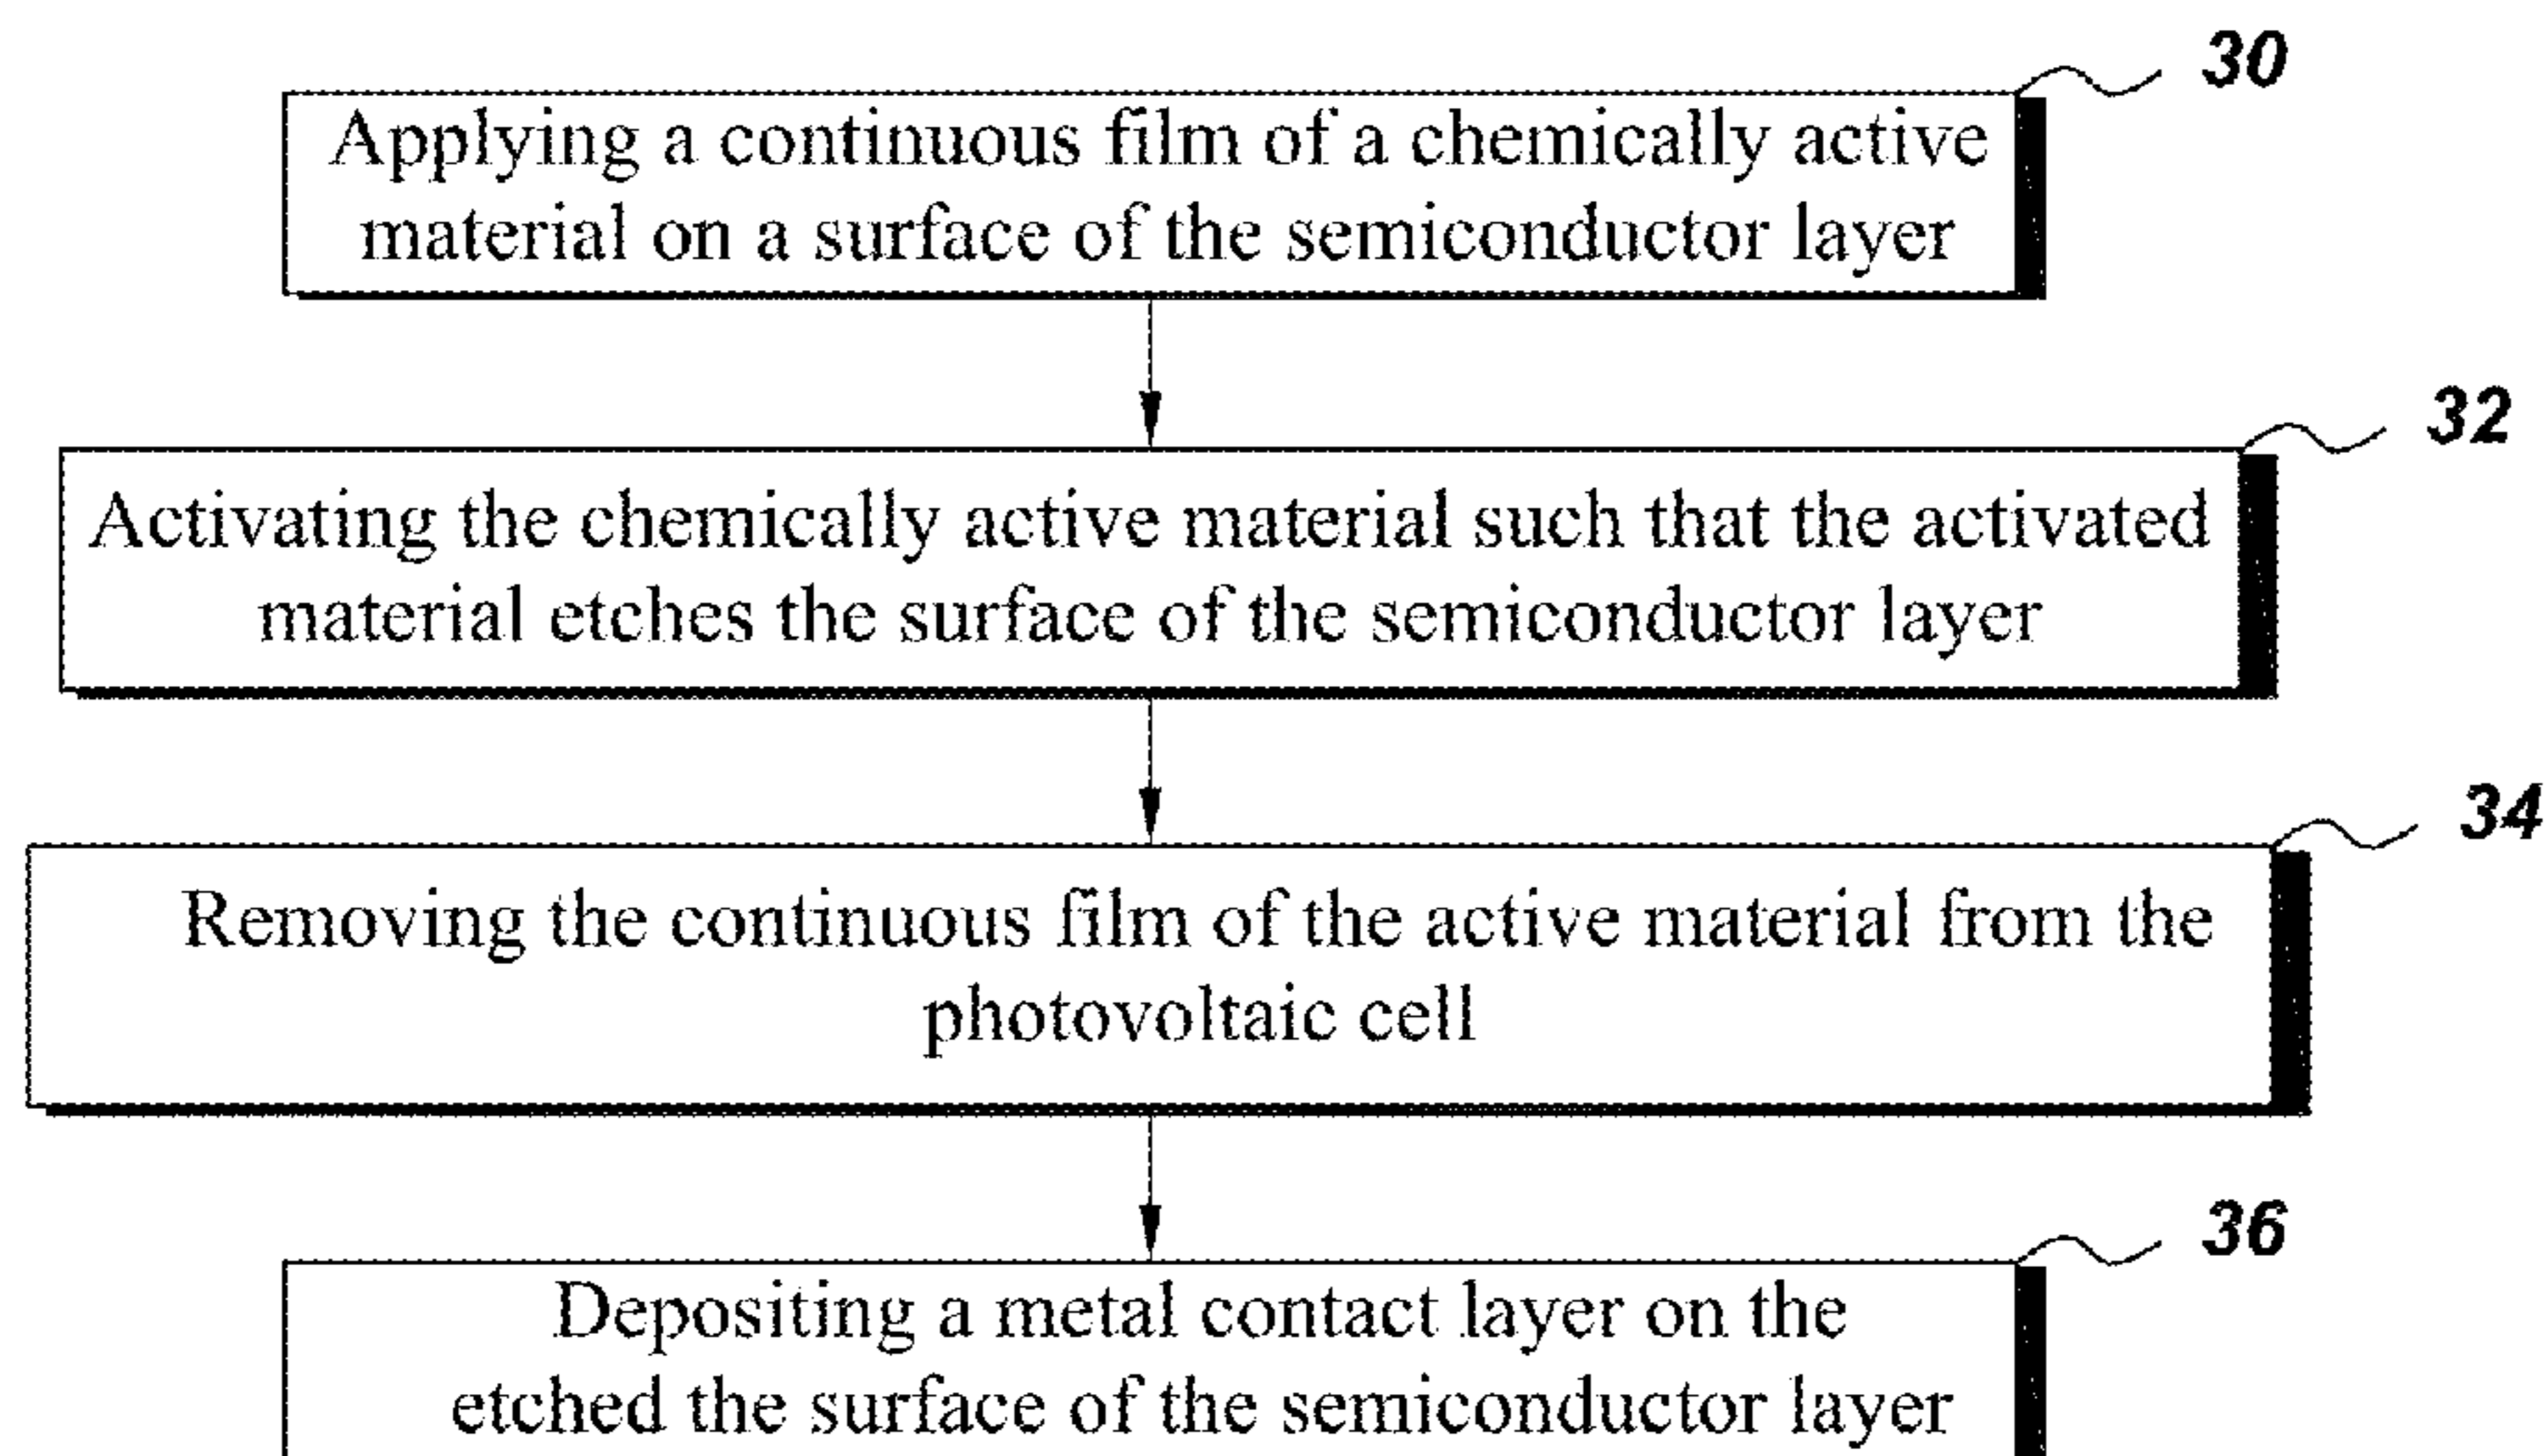 30
Applying a continuous film of a chemically active
material on a surface of the semiconductor layer
32
Activating the chemically active material such that the activated
material etches the surface of the semiconductor layer
34
Removing the continuous film of the active material from the
photovoltaic cell
36
Depositing a metal contact layer on the
etched the surface of the semiconductor layer